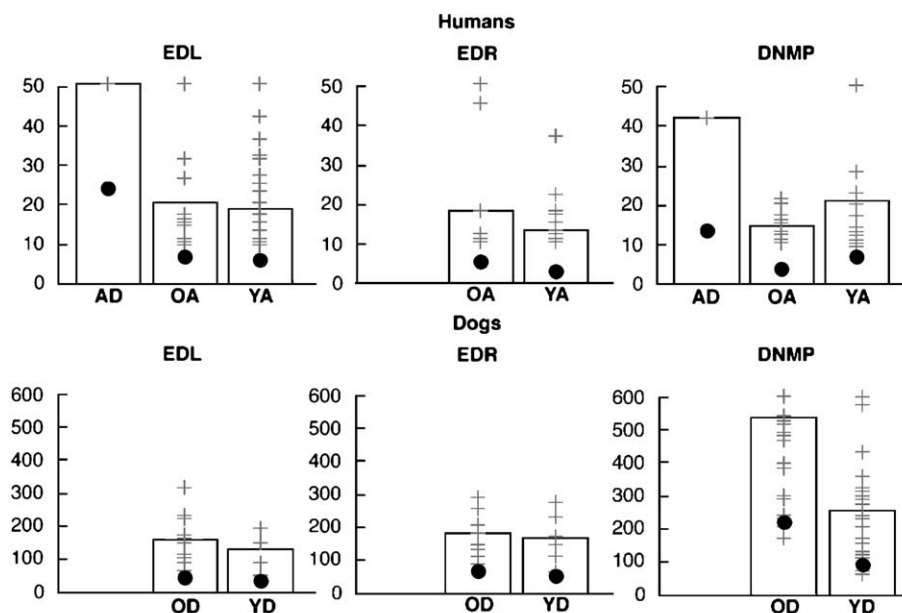 Humans
EDL EDR DNMP
50 50 50
40 40 40
30 30 30
20 20 20
10 10 10
0 0 0
AD OA YA OA YA AD OA YA
Dogs
EDL EDR DNMP
600 600 600
500 500 500
400 400 400
300 300 300
200 200 200
100 100 100
0 0 0
OD YD OD YD OD YD